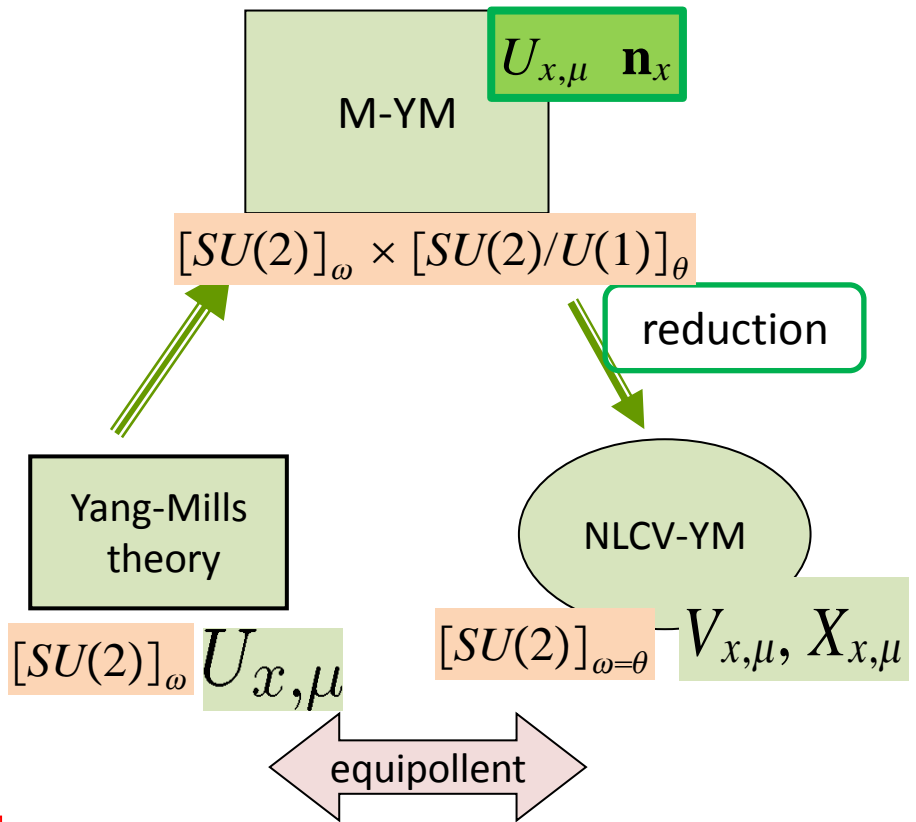 U_{x,μ} 𝐧_x
M-YM
[SU(2)]_ω × [SU(2)/U(1)]_θ
reduction
Yang-Mills
theory
NLCV-YM
[SU(2)]_ω U_{x,μ}
[SU(2)]_{ω=θ} V_{x,μ}, X_{x,μ}
equipollent